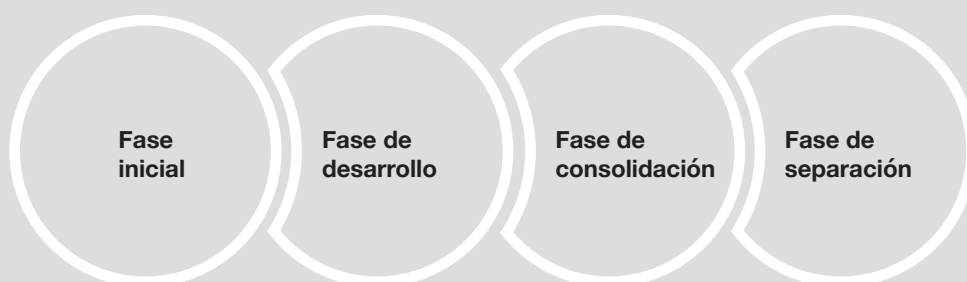 Fase
inicial
Fase de
desarrollo
Fase de
consolidación
Fase de
separación